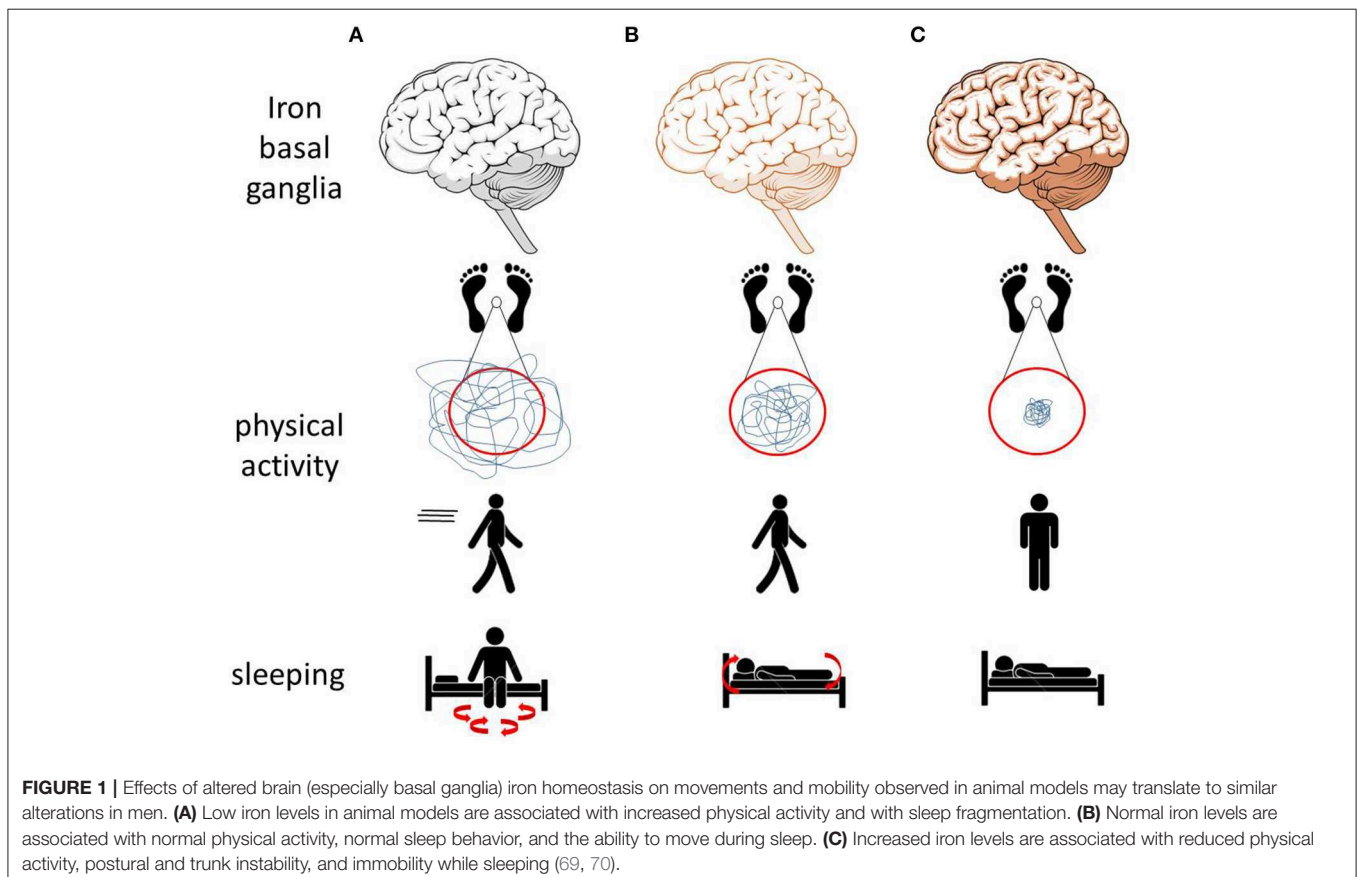 A
B
C
Iron
basal
ganglia
physical
activity
sleeping
FIGURE 1 | Effects of altered brain (especially basal ganglia) iron homeostasis on movements and mobility observed in animal models may translate to similar
alterations in men. (A) Low iron levels in animal models are associated with increased physical activity and with sleep fragmentation. (B) Normal iron levels are
associated with normal physical activity, normal sleep behavior, and the ability to move during sleep. (C) Increased iron levels are associated with reduced physical
activity, postural and trunk instability, and immobility while sleeping (69, 70).